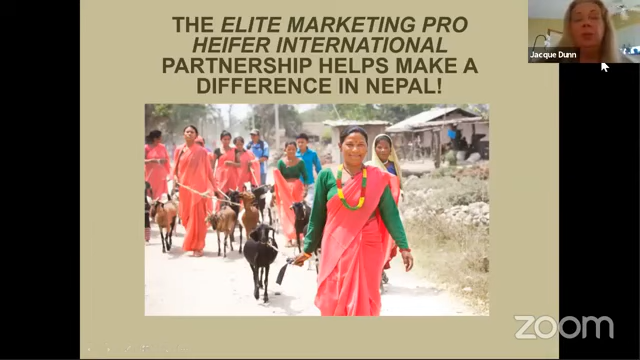 THE ELITE MARKETING PRO
HEIFER INTERNATIONAL
PARTNERSHIP HELPS MAKE A
DIFFERENCE IN NEPAL!
Jacque Dunn
zoom